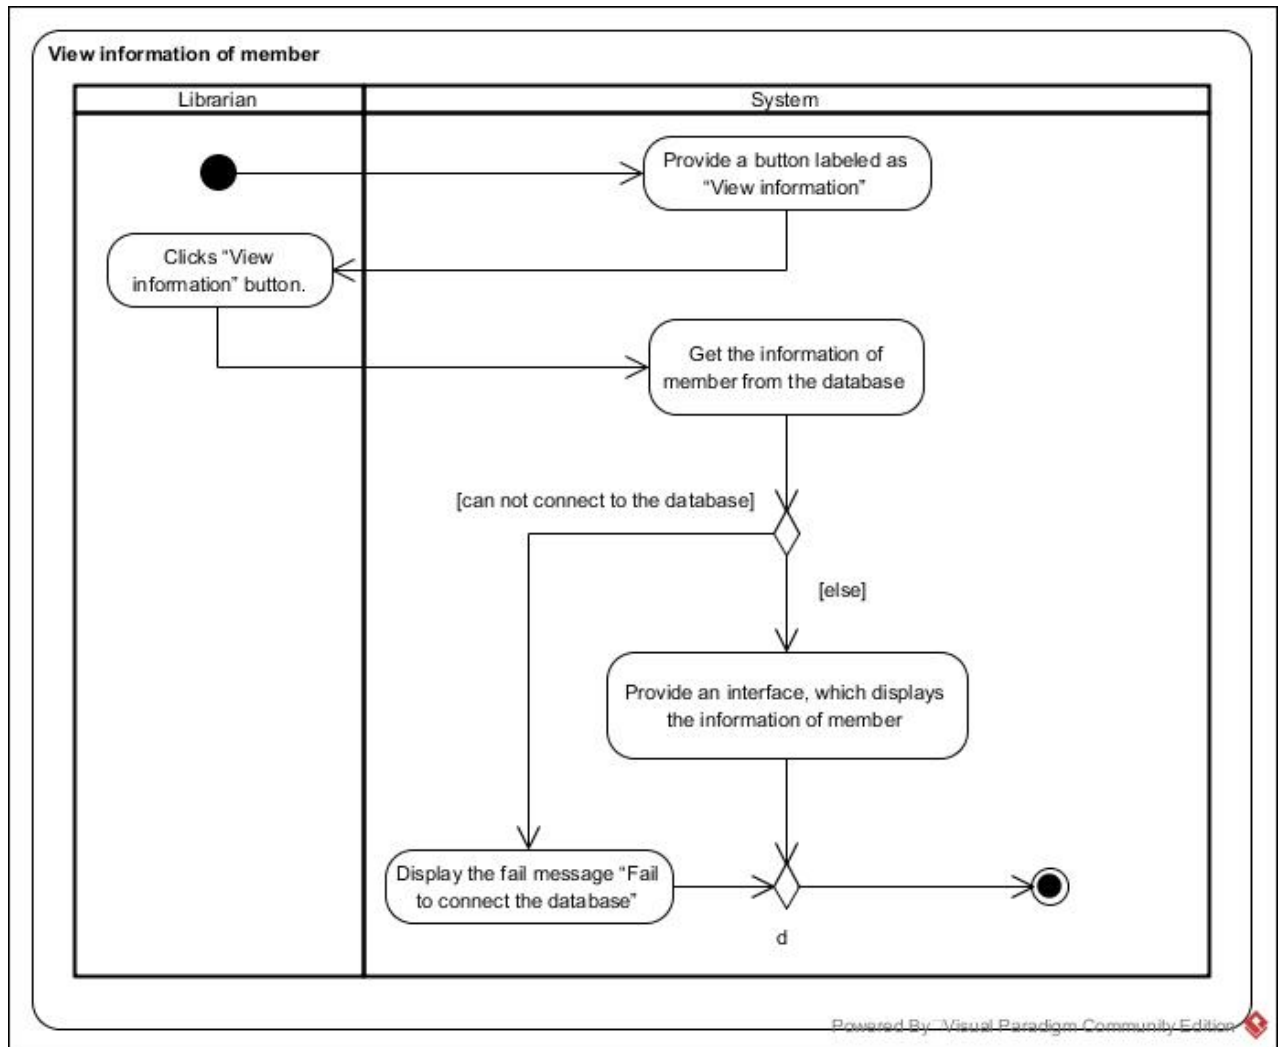 View information of member
Librarian
System
Provide a button labeled as
“View information”
Clicks “View
information” button.
Get the information of
member from the database
[can not connect to the database]
[else]
Provide an interface, which displays
the information of member
Display the fail message “Fail
to connect the database”
d
Powered By Visual Paradigm Community Edition